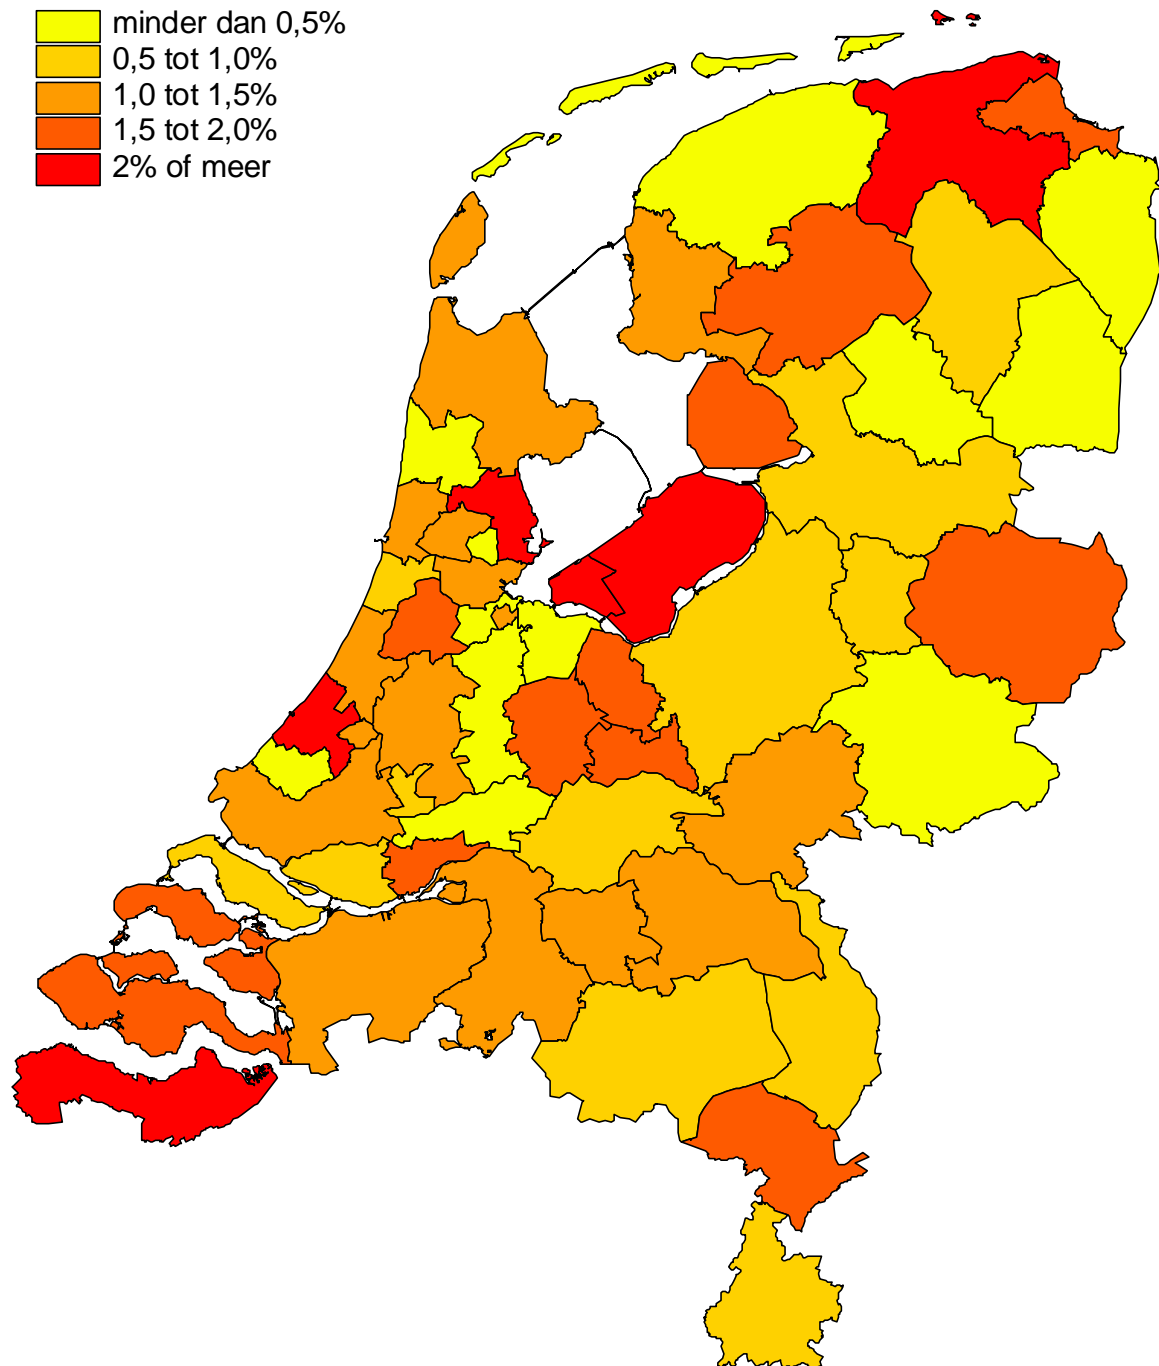 minder dan 0,5%
0,5 tot 1,0%
1,0 tot 1,5%
1,5 tot 2,0%
2% of meer